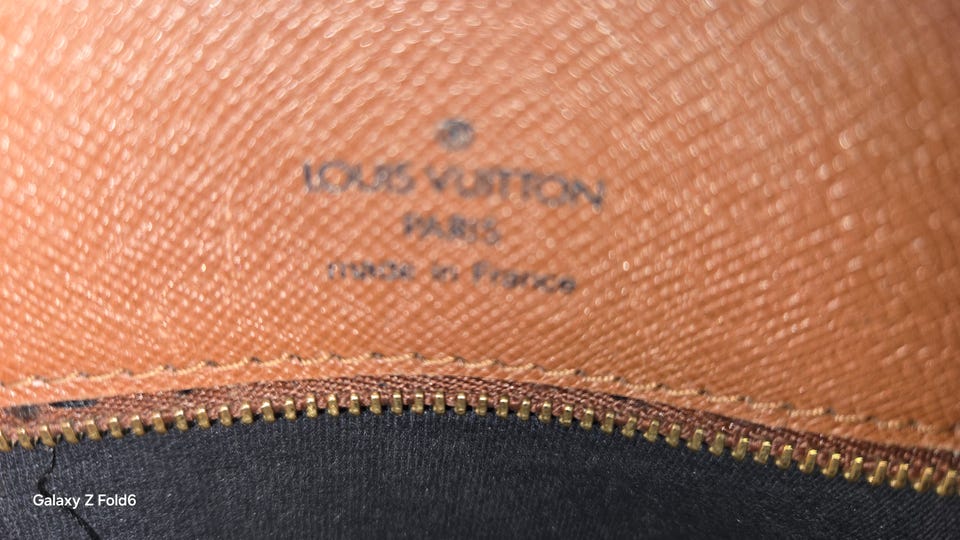 LOUIS VUITTON
PARIS
made in France
Galaxy Z Fold6